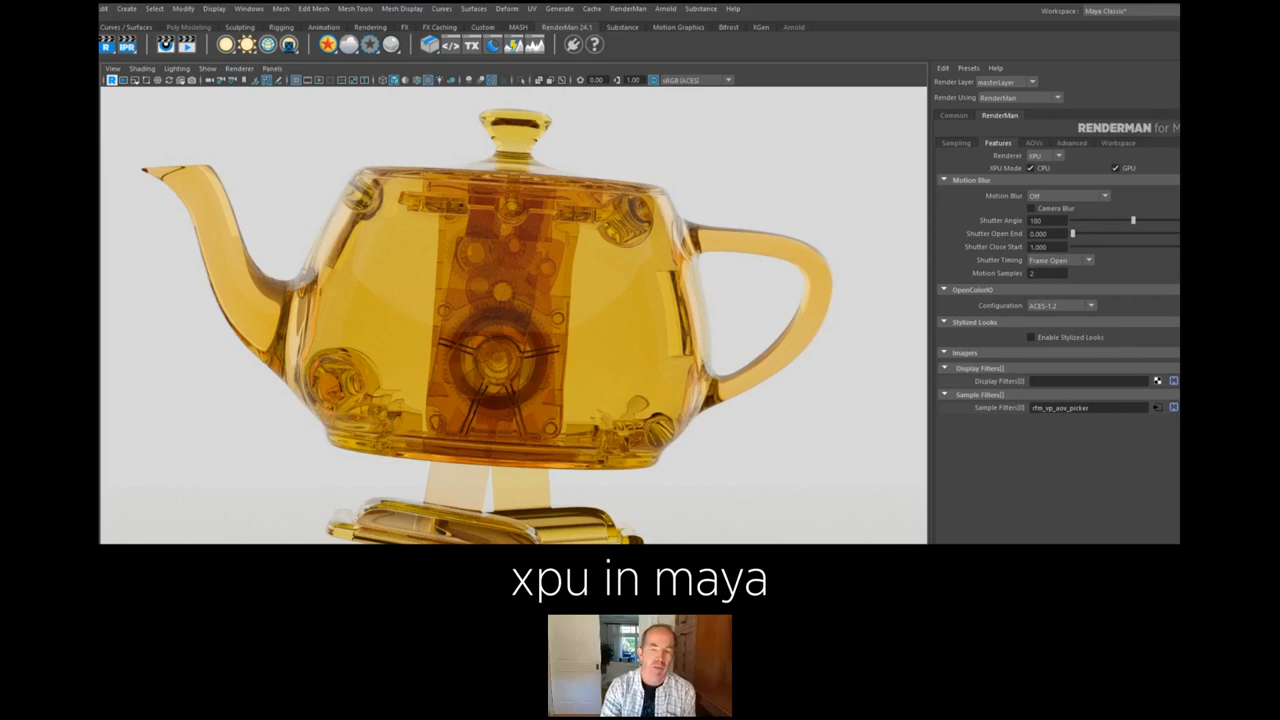 dit Create Select Modify Display Windows Mesh Edit Mesh Mesh Tools Mesh Display Curves Surfaces Deform UV Generate Cache RenderMan Arnold Substance Help
Workspace : Maya Classic*
Curves / Surfaces Poly Modeling Sculpting Rigging Animation Rendering FX FX Caching Custom MASH RenderMan 24.1 Substance Motion Graphics Bifrost XGen Arnold
R IPR </> TX ?
View Shading Lighting Show Renderer Panels
R 0.00 1.00 sRGB (ACES)
Edit Presets Help
Render Layer masterLayer
Render Using RenderMan
Common RenderMan
RENDERMAN for M
Sampling Features AOVs Advanced Workspace
Renderer XPU
XPU Mode CPU GPU
Motion Blur
Motion Blur Off
Camera Blur
Shutter Angle 180
Shutter Open End 0.000
Shutter Close Start 1.000
Shutter Timing Frame Open
Motion Samples 2
OpenColorIO
Configuration ACES-1.2
Stylized Looks
Enable Stylized Looks
Imagers
Display Filters[]
Display Filters[0]
Sample Filters[]
Sample Filters[0] rfm_vp_aov_picker
xpu in maya